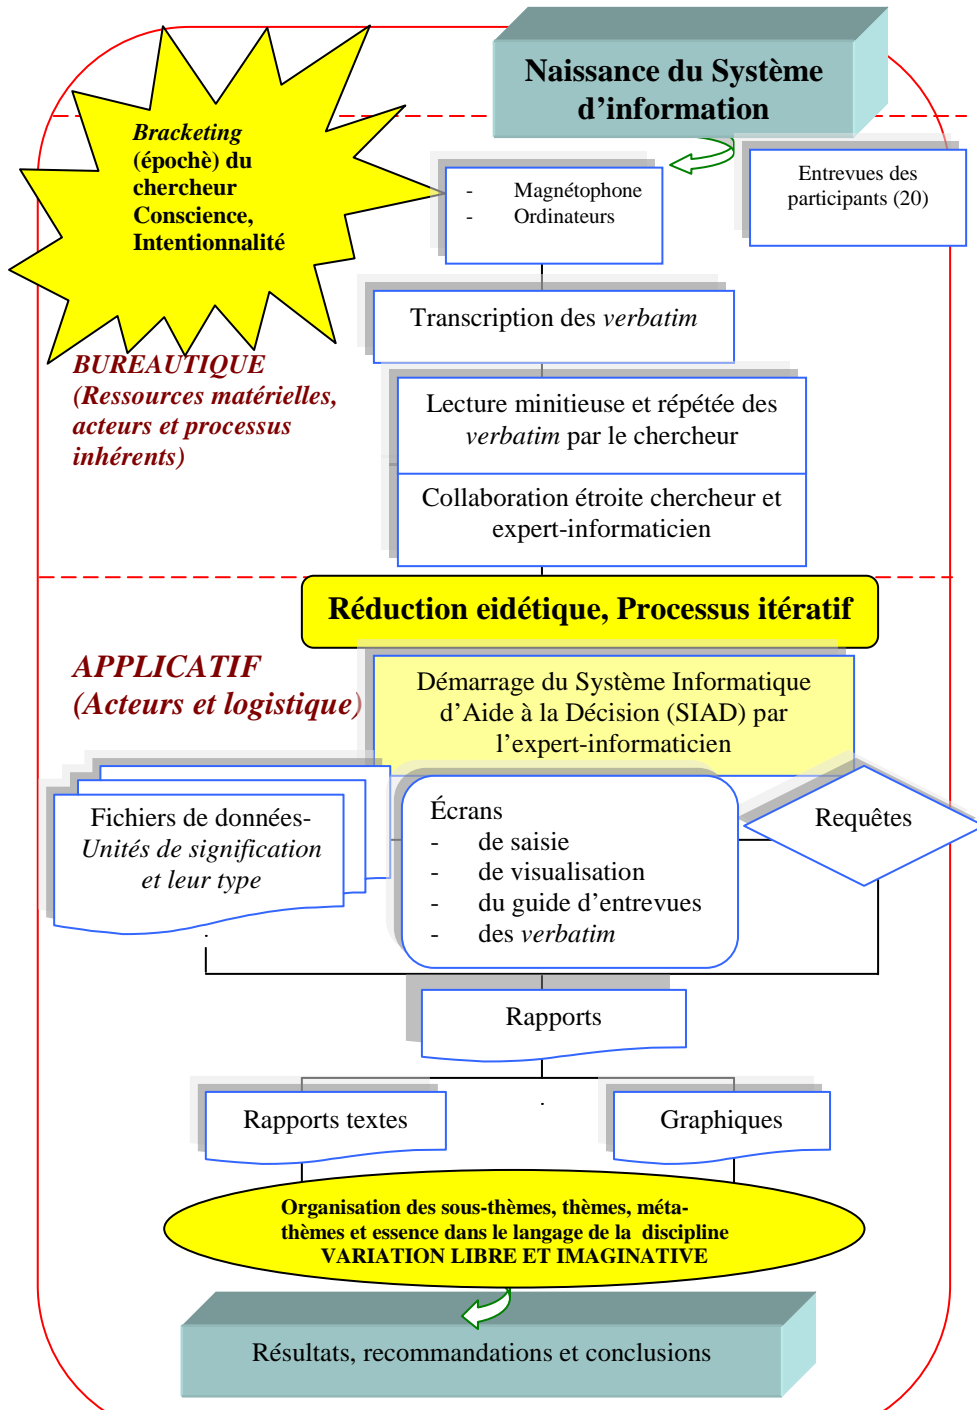 Naissance du Système
d'information
Bracketing
(épochè) du
chercheur
Conscience,
Intentionnalité
- Magnétophone
- Ordinateurs
Entrevues des
participants (20)
Transcription des verbatim
BUREAUTIQUE
(Ressources matérielles,
acteurs et processus
inhérents)
Lecture minitieuse et répétée des
verbatim par le chercheur
Collaboration étroite chercheur et
expert-informaticien
Réduction eidétique, Processus itératif
APPLICATIF
(Acteurs et logistique)
Démarrage du Système Informatique
d'Aide à la Décision (SIAD) par
l'expert-informaticien
Fichiers de données-
Unités de signification
et leur type
Écrans
- de saisie
- de visualisation
- du guide d'entrevues
- des verbatim
Requêtes
Rapports
Rapports textes
Graphiques
Organisation des sous-thèmes, thèmes, méta-
thèmes et essence dans le langage de la discipline
VARIATION LIBRE ET IMAGINATIVE
Résultats, recommandations et conclusions